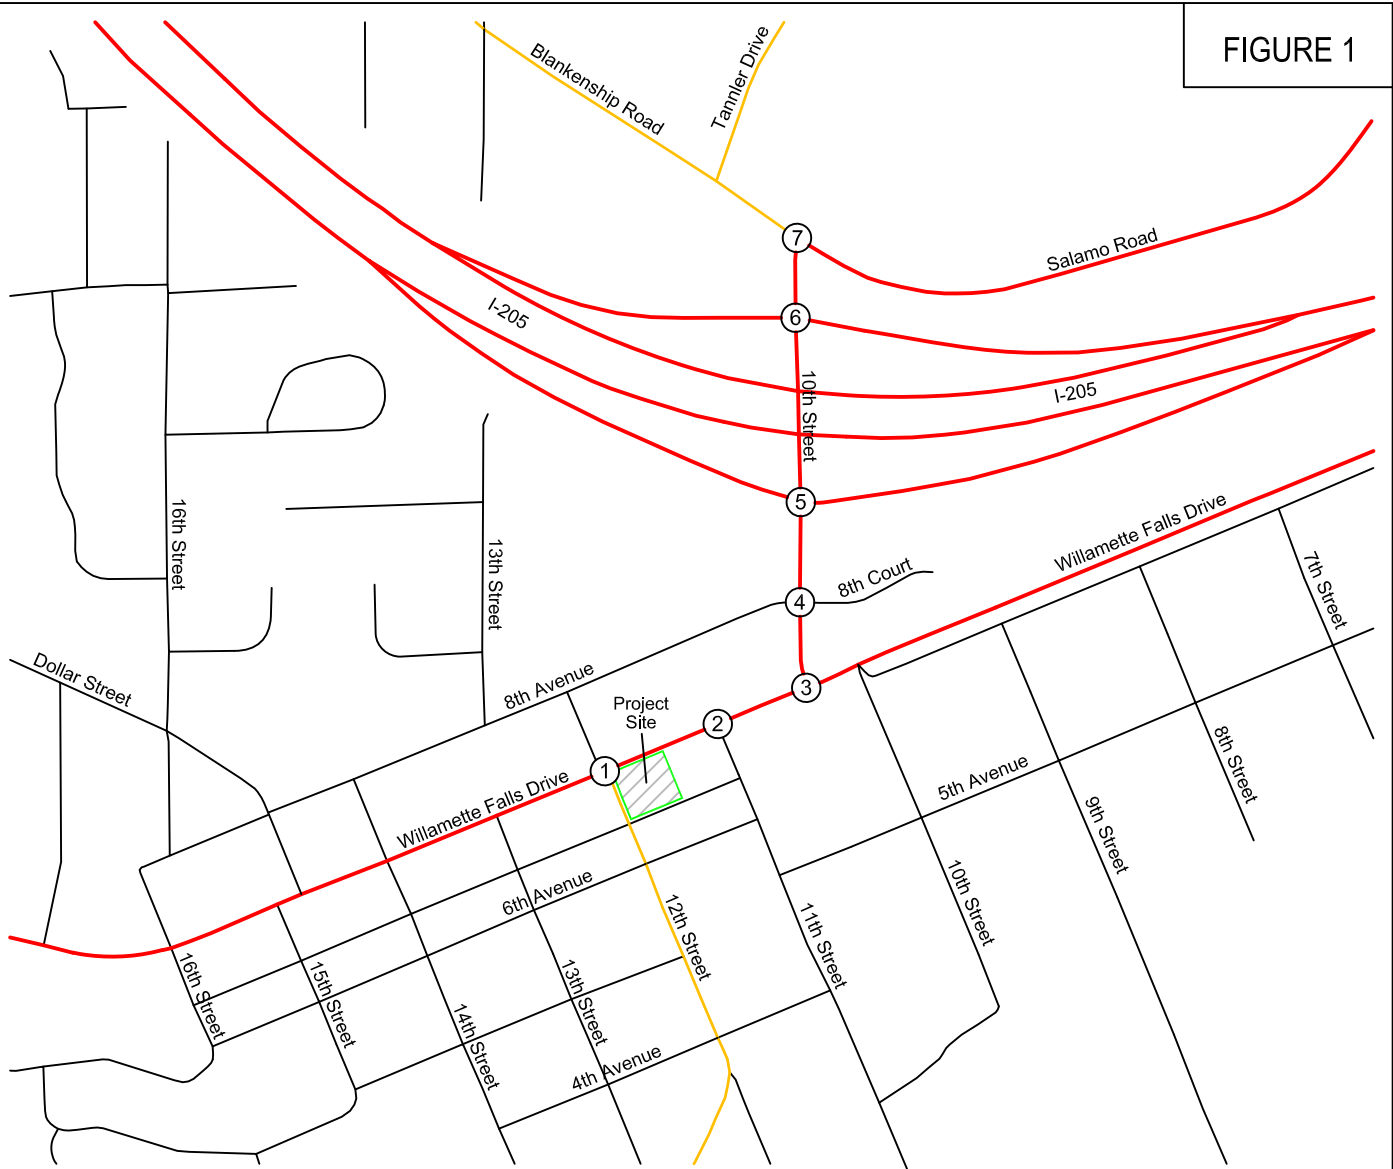 FIGURE 1
Blankenship Road
Tannler Drive
7
Salamo Road
6
I-205
10th Street
I-205
5
16th Street
13th Street
Willamette Falls Drive
7th Street
8th Court
4
Dollar Street
8th Avenue
3
Project
Site
2
1
Willamette Falls Drive
5th Avenue
8th Street
9th Street
6th Avenue
10th Street
12th Street
11th Street
16th Street
15th Street
13th Street
14th Street
4th Avenue